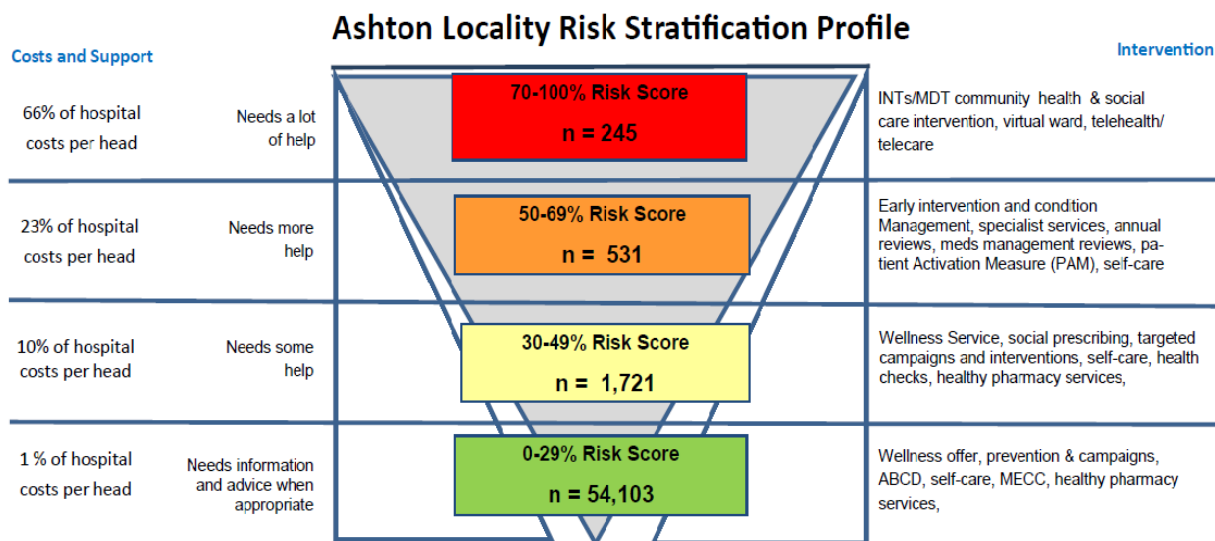 Ashton Locality Risk Stratification Profile
Costs and Support
Intervention
66% of hospital
costs per head
Needs a lot
of help
70-100% Risk Score
n = 245
INTs/MDT community health & social
care intervention, virtual ward, telehealth/
telecare
23% of hospital
costs per head
Needs more
help
50-69% Risk Score
n = 531
Early intervention and condition
Management, specialist services, annual
reviews, meds management reviews, pa-
tient Activation Measure (PAM), self-care
10% of hospital
costs per head
Needs some
help
30-49% Risk Score
n = 1,721
Wellness Service, social prescribing, targeted
campaigns and interventions, self-care, health
checks, healthy pharmacy services,
1 % of hospital
costs per head
Needs information
and advice when
appropriate
0-29% Risk Score
n = 54,103
Wellness offer, prevention & campaigns,
ABCD, self-care, MECC, healthy pharmacy
services,